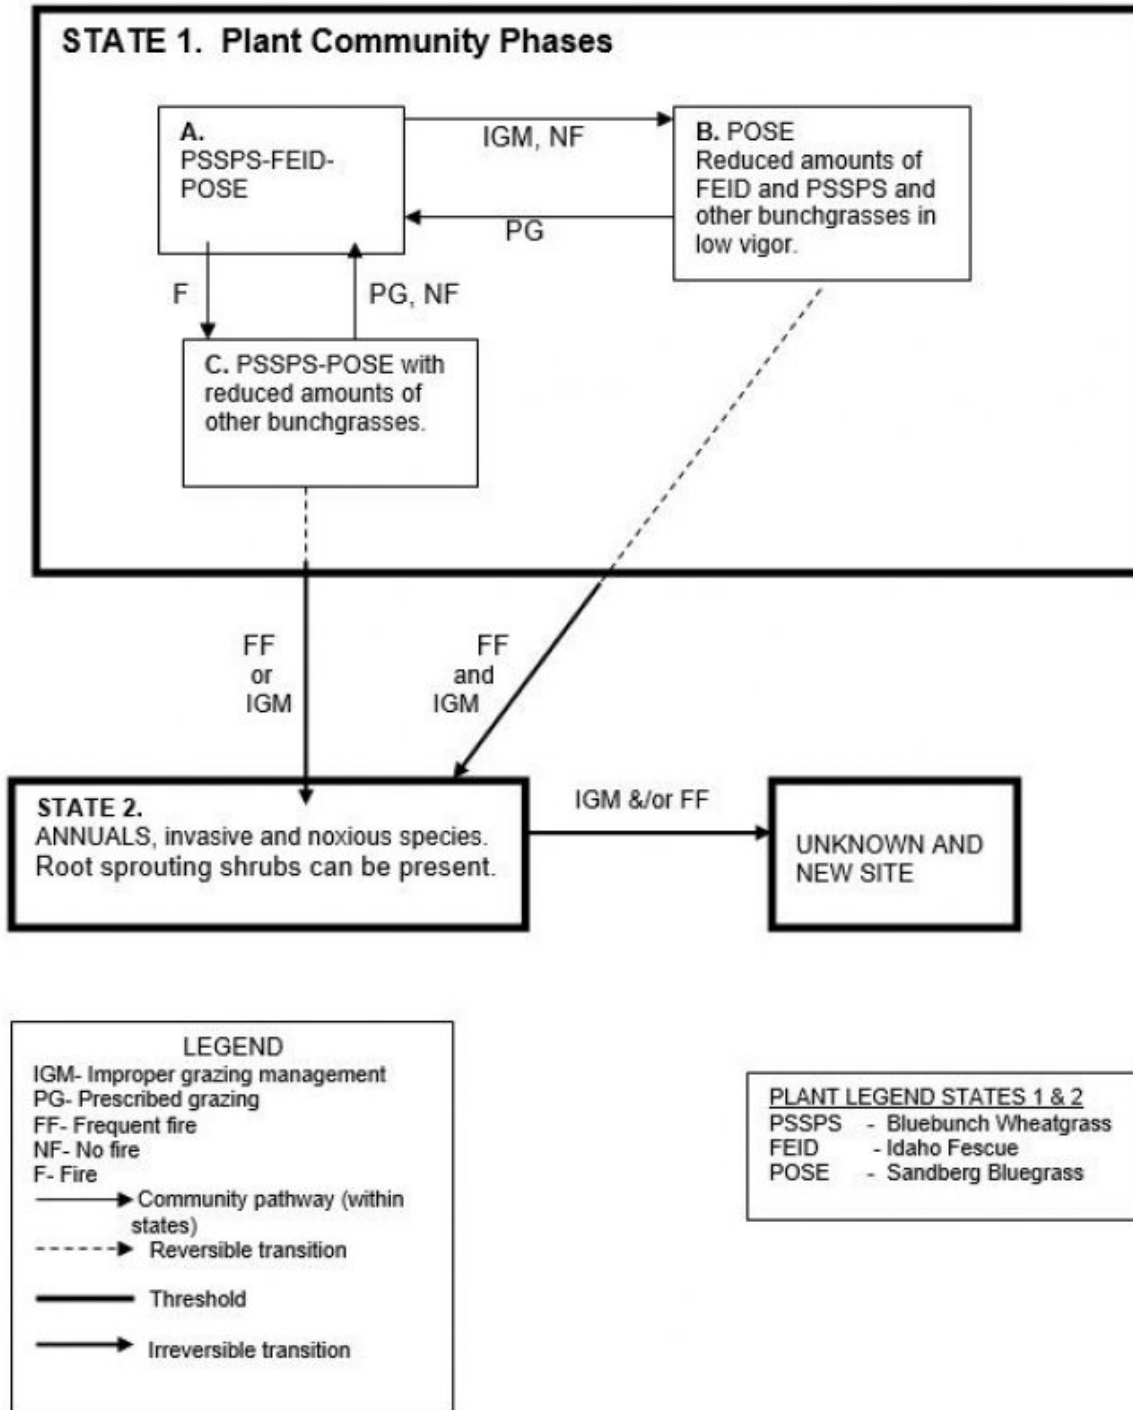 STATE 1. Plant Community Phases
A.
PSSPS-FEID-
POSE
IGM, NF
B. POSE
Reduced amounts of
FEID and PSSPS and
other bunchgrasses in
low vigor.
PG
F
PG, NF
C. PSSPS-POSE with
reduced amounts of
other bunchgrasses.
FF
or
IGM
FF
and
IGM
STATE 2.
ANNUALS, invasive and noxious species.
Root sprouting shrubs can be present.
IGM &/or FF
UNKNOWN AND
NEW SITE
LEGEND
IGM- Improper grazing management
PG- Prescribed grazing
FF- Frequent fire
NF- No fire
F- Fire
Community pathway (within
states)
Reversible transition
Threshold
Irreversible transition
PLANT LEGEND STATES 1 & 2
PSSPS - Bluebunch Wheatgrass
FEID - Idaho Fescue
POSE - Sandberg Bluegrass